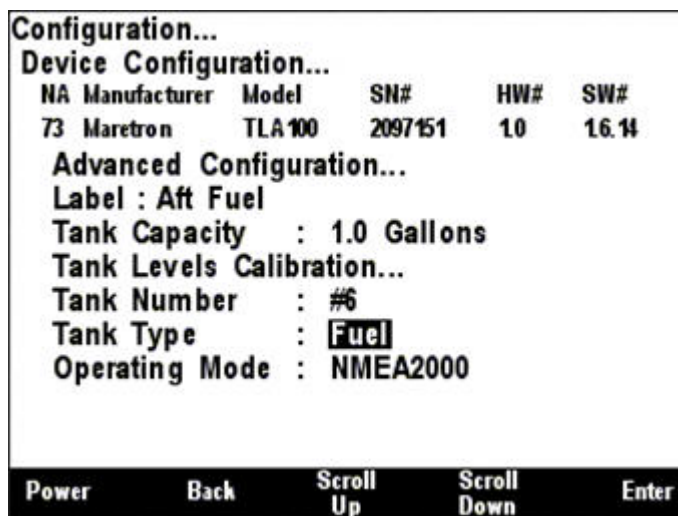 Configuration...
Device Configuration...
NA Manufacturer Model SN# HW# SW#
73 Maretron TLA100 2097151 1.0 1.6.14
Advanced Configuration...
Label : Aft Fuel
Tank Capacity : 1.0 Gallons
Tank Levels Calibration...
Tank Number : #6
Tank Type : Fuel
Operating Mode : NMEA2000
Power Back Scroll Up Scroll Down Enter